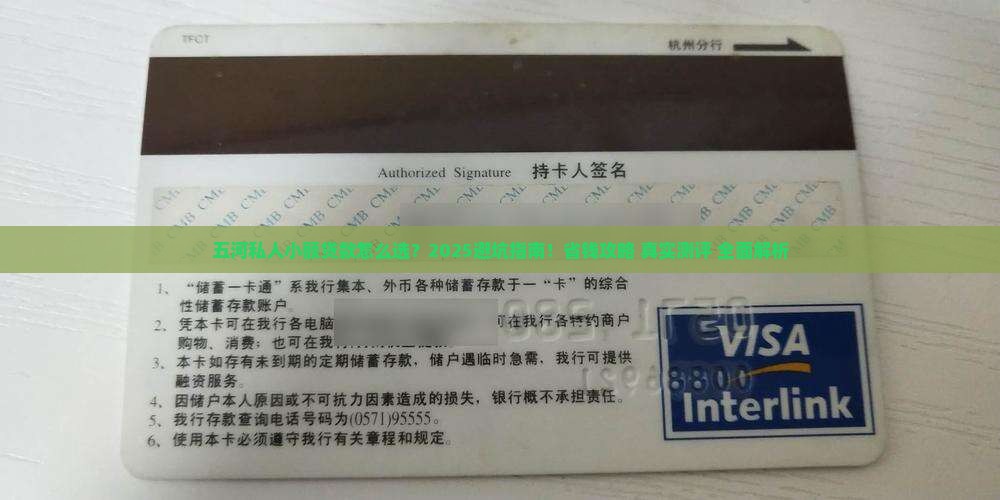 TFCT
杭州分行
Authorized Signature 持卡人签名
CMB CMB CMB CMB CMB CMB
五河私人小额贷款怎么选？2025避坑指南！省钱攻略 真实测评 全面解析
1、“储蓄一卡通”系我行集本、外币各种储蓄存款于一“卡”的综合
性储蓄存款账户
2、凭本卡可在我行各电脑 可在我行各特约商户
购物、消费；也可在我
3、本卡如存有未到期的定期储蓄存款，储户遇临时急需，我行可提供
融资服务。
4、因储户本人原因或不可抗力因素造成的损失，银行概不承担责任。
5、我行存款查询电话号码为(0571)95555。
6、使用本卡必须遵守我行有关章程和规定。
VISA
Interlink